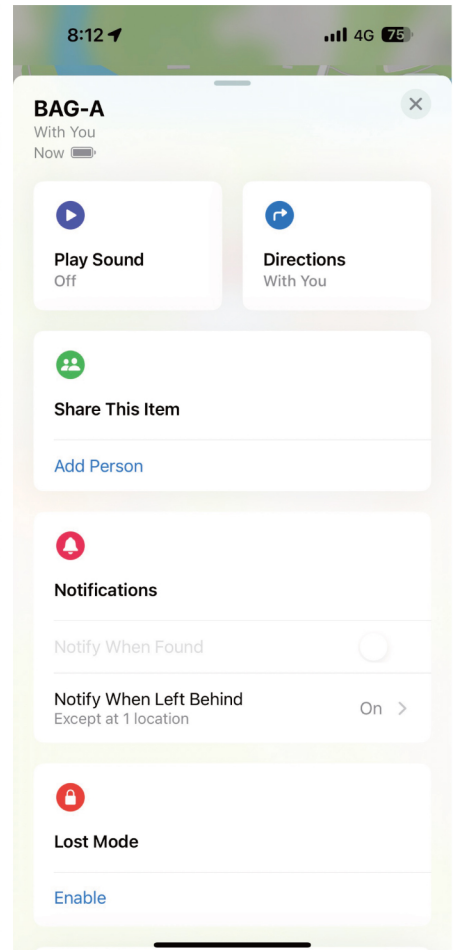 8:12
4G 75
BAG-A
With You
Now
Play Sound
Off
Directions
With You
Share This Item
Add Person
Notifications
Notify When Found
Notify When Left Behind
Except at 1 location
On
Lost Mode
Enable